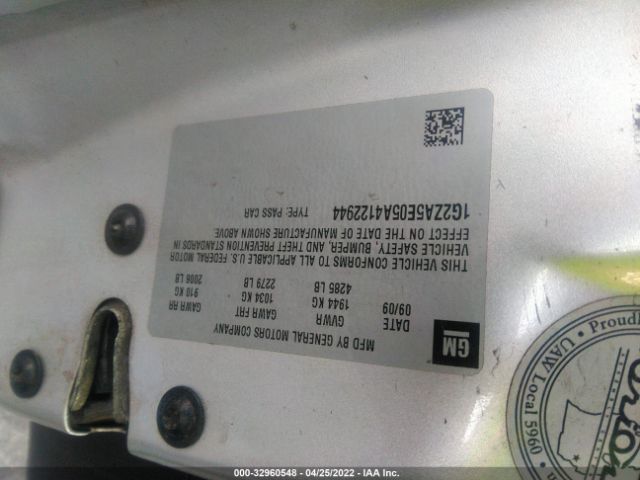 GM
MFD BY GENERAL MOTORS COMPANY
DATE GVWR GAWR FRT GAWR RR
09/09 1944 KG 1034 KG 910 KG
4285 LB 2279 LB 2006 LB
THIS VEHICLE CONFORMS TO ALL APPLICABLE U.S. FEDERAL MOTOR
VEHICLE SAFETY, BUMPER, AND THEFT PREVENTION STANDARDS IN
EFFECT ON THE DATE OF MANUFACTURE SHOWN ABOVE.
1G2ZA5E05A4122944 TYPE: PASS CAR
Proudl
Orion
UAW Local 5960
000-32960548 - 04/25/2022 - IAA Inc.